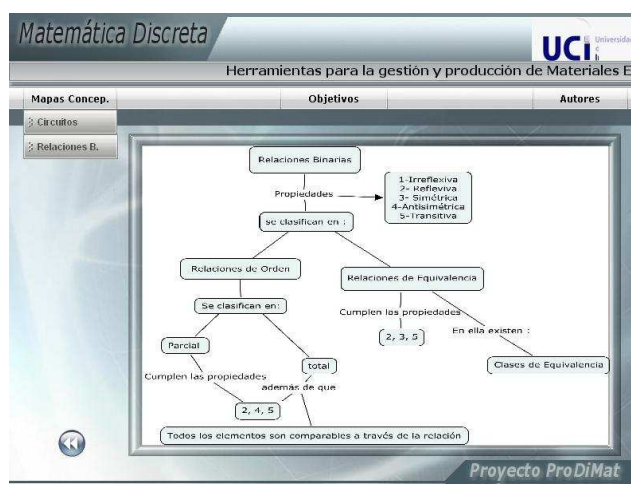 Matemática Discreta
UCi
Universida
Herramientas para la gestión y producción de Materiales E
Mapas Concep.
Objetivos
Autores
Circuitos
Relaciones B.
Relaciones Binarias
Propiedades
1-Irreflexiva
2- Refleviva
3- Simétrica
4-Antisimétrica
5-Transitiva
se clasifican en :
Relaciones de Orden
Relaciones de Equivalencia
Se clasifican en:
Cumplen las propiedades
2, 3, 5
En ella existen :
Clases de Equivalencia
Parcial
total
Cumplen las propiedades
además de que
2, 4, 5
Todos los elementos son comparables a través de la relación
Proyecto ProDiMat